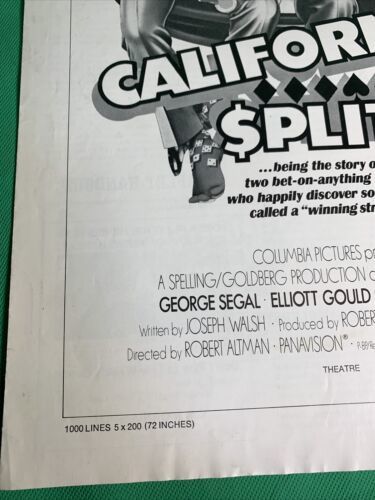 CALIFOR
$PLIT
...being the story o
two bet-on-anything
who happily discover so
called a "winning str
COLUMBIA PICTURES p
A SPELLING/GOLDBERG PRODUCTION
GEORGE SEGAL · ELLIOTT GOULD
Written by JOSEPH WALSH · Produced by ROBER
Directed by ROBERT ALTMAN · PANAVISION® ·
THEATRE
1000 LINES 5 x 200 (72 INCHES)